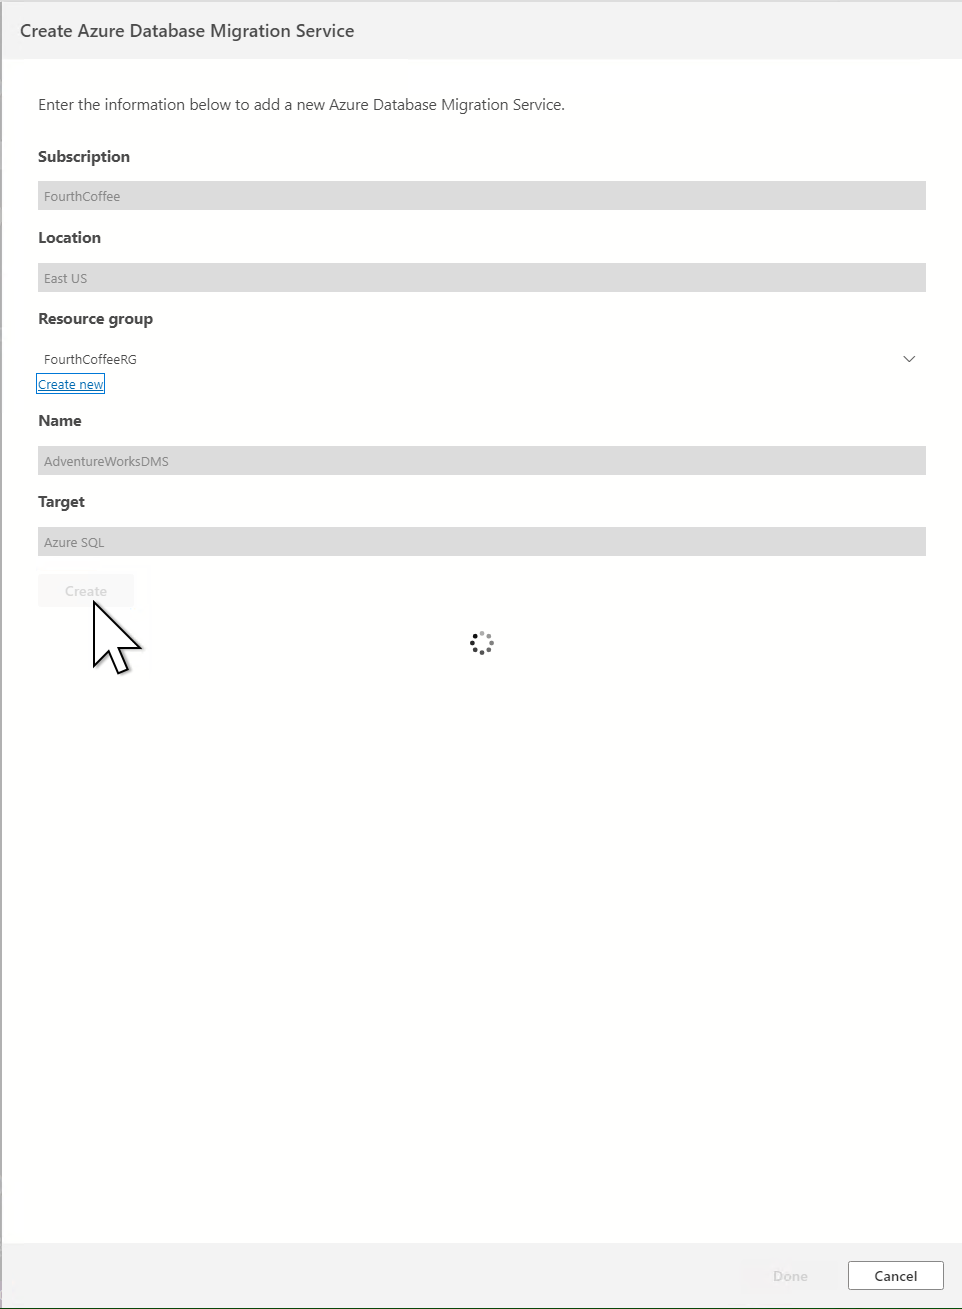 Create Azure Database Migration Service
Enter the information below to add a new Azure Database Migration Service.
Subscription
FourthCoffee
Location
East US
Resource group
FourthCoffeeRG
Create new
Name
AdventureWorksDMS
Target
Azure SQL
Create
Done
Cancel